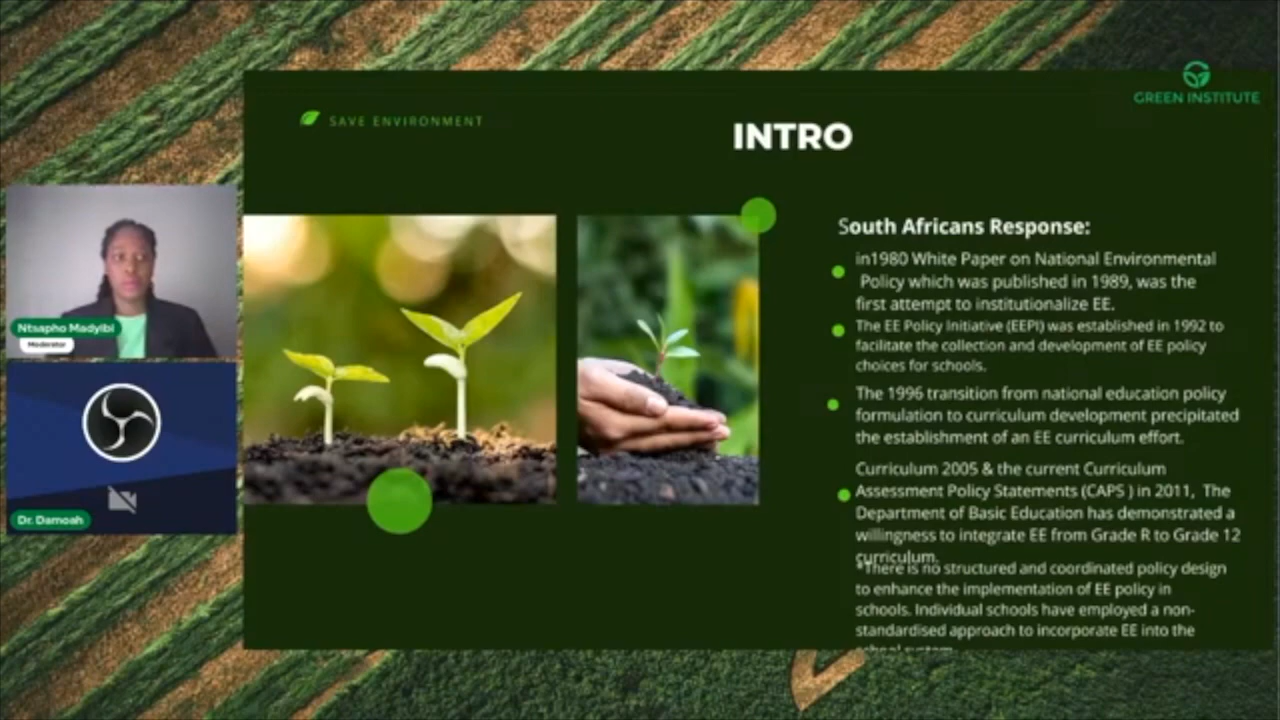 GREEN INSTITUTE
SAVE ENVIRONMENT
INTRO
South Africans Response:
in1980 White Paper on National Environmental
Policy which was published in 1989, was the
first attempt to institutionalize EE.
The EE Policy Initiative (EEPI) was established in 1992 to
facilitate the collection and development of EE policy
choices for schools.
The 1996 transition from national education policy
formulation to curriculum development precipitated
the establishment of an EE curriculum effort.
Curriculum 2005 & the current Curriculum
Assessment Policy Statements (CAPS ) in 2011, The
Department of Basic Education has demonstrated a
willingness to integrate EE from Grade R to Grade 12
curriculum.
*There is no structured and coordinated policy design
to enhance the implementation of EE policy in
schools. Individual schools have employed a non-
standardised approach to incorporate EE into the
school system.
Ntsapho Madyibi
Moderator
Dr. Damoah